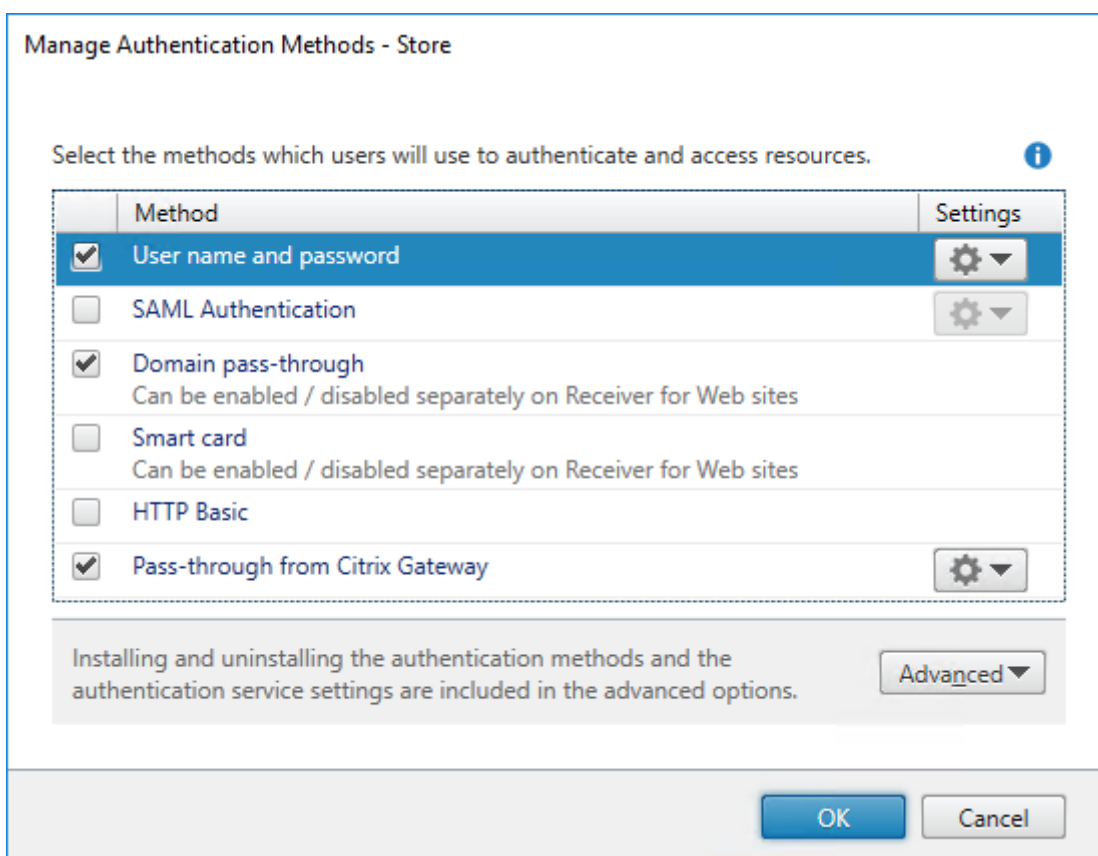 Manage Authentication Methods - Store
Select the methods which users will use to authenticate and access resources.
Method Settings
User name and password
SAML Authentication
Domain pass-through
Can be enabled / disabled separately on Receiver for Web sites
Smart card
Can be enabled / disabled separately on Receiver for Web sites
HTTP Basic
Pass-through from Citrix Gateway
Installing and uninstalling the authentication methods and the
authentication service settings are included in the advanced options.
Advanced
OK Cancel